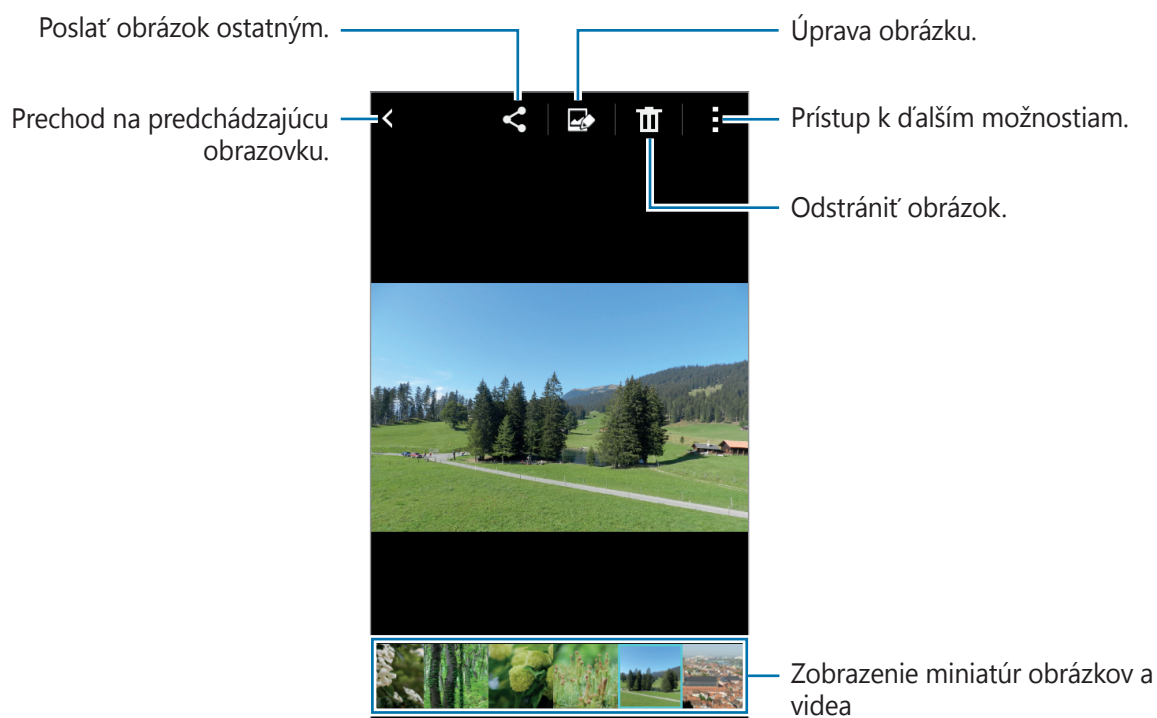 Poslať obrázok ostatným.
Úprava obrázku.
Prechod na predchádzajúcu
obrazovku.
Prístup k ďalším možnostiam.
Odstrániť obrázok.
Zobrazenie miniatúr obrázkov a
videa